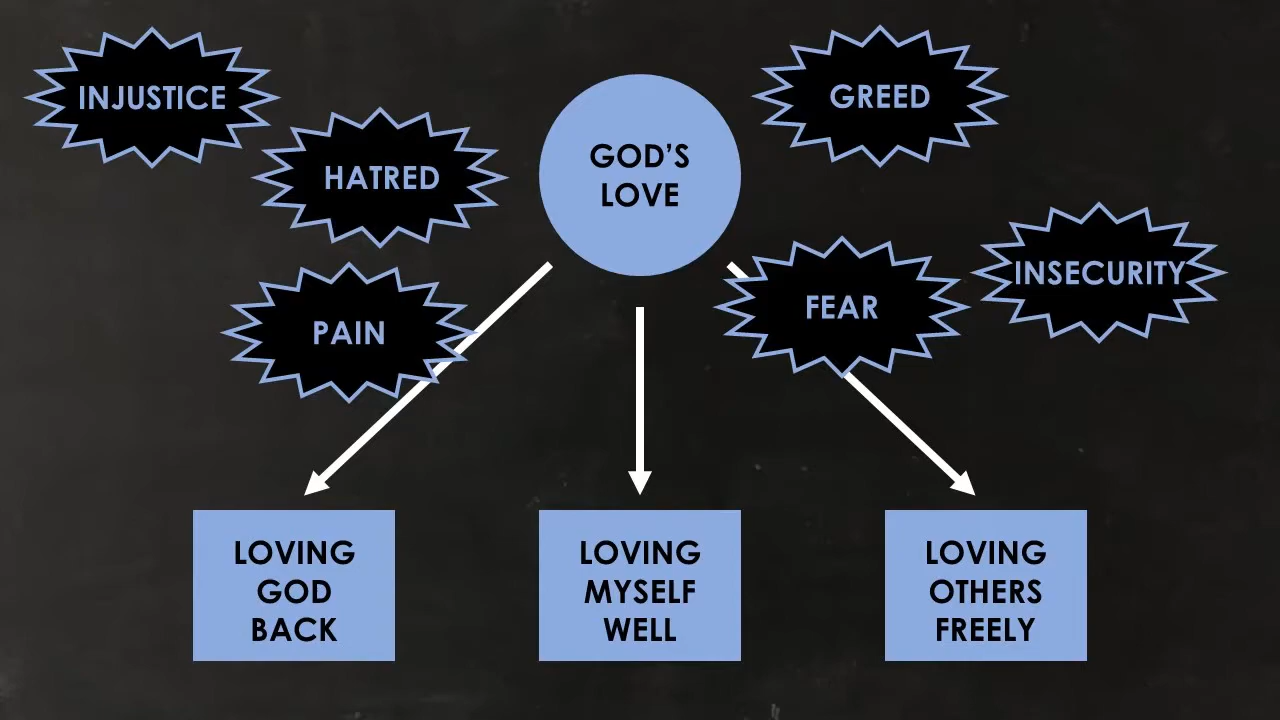 INJUSTICE
HATRED
PAIN
GOD'S
LOVE
GREED
FEAR
INSECURITY
LOVING
GOD
BACK
LOVING
MYSELF
WELL
LOVING
OTHERS
FREELY